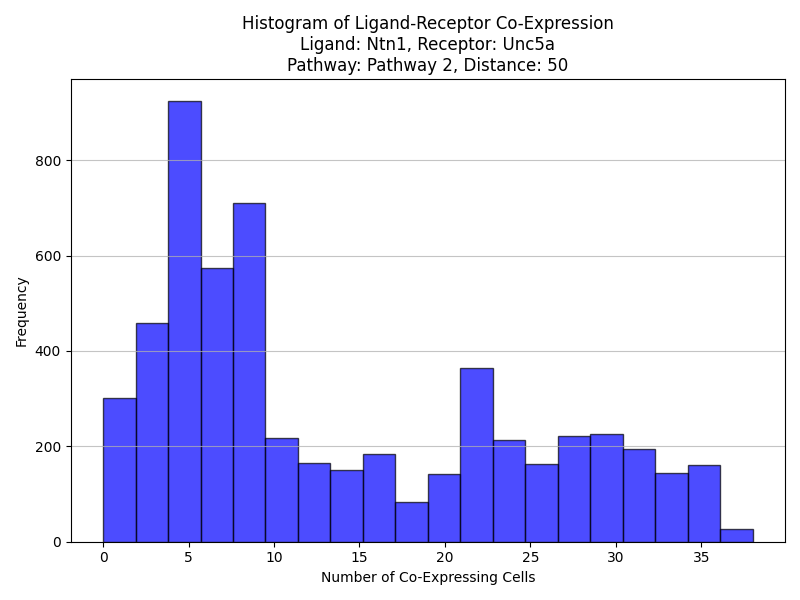 Histogram of Ligand-Receptor Co-Expression
Ligand: Ntn1, Receptor: Unc5a
Pathway: Pathway 2, Distance: 50
Frequency
800
600
400
200
0
0 5 10 15 20 25 30 35
Number of Co-Expressing Cells